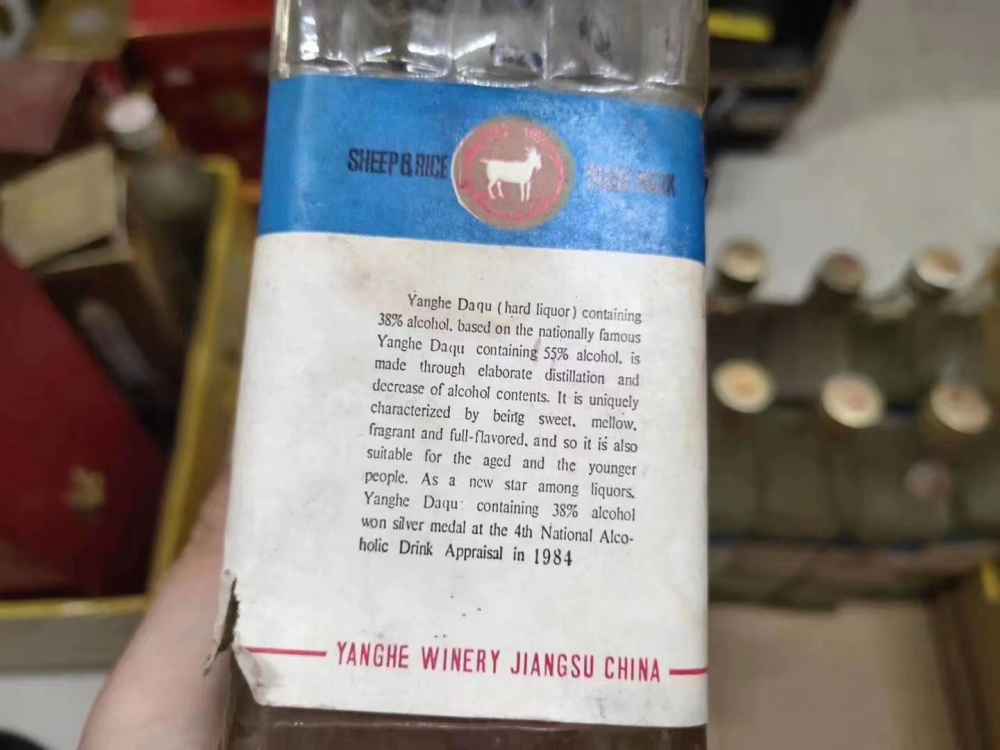 SHEEP & RICE
Yanghe Daqu (hard liquor) containing
38% alcohol, based on the nationally famous
Yanghe Daqu containing 55% alcohol, is
made through elaborate distillation and
decrease of alcohol contents. It is uniquely
characterized by being sweet, mellow,
fragrant and full-flavored, and so it is also
suitable for the aged and the younger
people. As a new star among liquors,
Yanghe Daqu containing 38% alcohol
won silver medal at the 4th National Alco-
holic Drink Appraisal in 1984
YANGHE WINERY JIANGSU CHINA